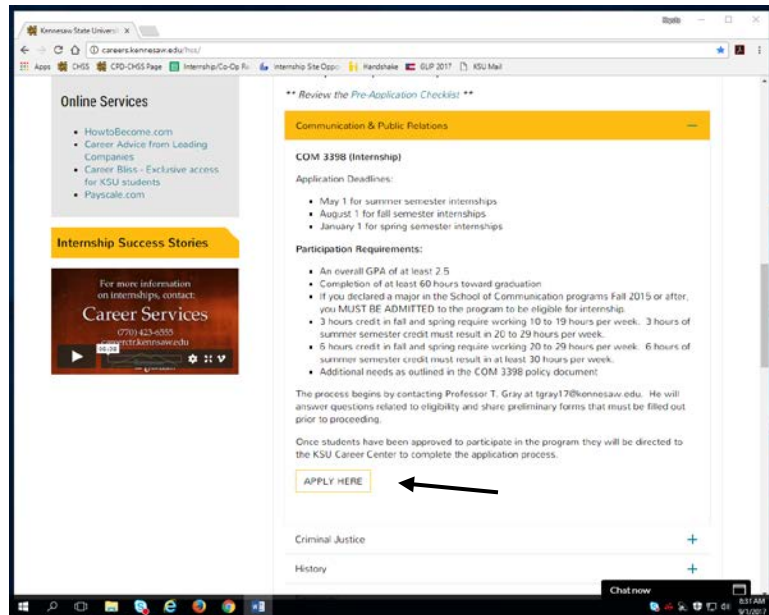 Kennesaw State Universi
careers.kennesaw.edu/hss/
Apps CHSS CPD-CHSS Page Internship/Co-Op Fo Internship Site Oppo Handshake GLIP 2017 KSU Mail
Online Services
HowtoBecome.com
Career Advice from Leading
Companies
Career Bliss - Exclusive access
for KSU students
Payscale.com
Internship Success Stories
For more information
on internships, contact:
Career Services
(770) 423-6555
careerctr.kennesaw.edu
06:38
** Review the Pre-Application Checklist **
Communication & Public Relations
COM 3398 (Internship)
Application Deadlines:
May 1 for summer semester internships
August 1 for fall semester internships
January 1 for spring semester internships
Participation Requirements:
An overall GPA of at least 2.5
Completion of at least 60 hours toward graduation
If you declared a major in the School of Communication programs Fall 2015 or after,
you MUST BE ADMITTED to the program to be eligible for internship.
3 hours credit in fall and spring require working 10 to 19 hours per week. 3 hours of
summer semester credit must result in 20 to 29 hours per week.
6 hours credit in fall and spring require working 20 to 29 hours per week. 6 hours of
summer semester credit must result in at least 30 hours per week.
Additional needs as outlined in the COM 3398 policy document
The process begins by contacting Professor T. Gray at tgray17@kennesaw.edu. He will
answer questions related to eligibility and share preliminary forms that must be filled out
prior to proceeding.
Once students have been approved to participate in the program they will be directed to
the KSU Career Center to complete the application process.
APPLY HERE
Criminal Justice
History
Chat now
8:51 AM
9/1/2017